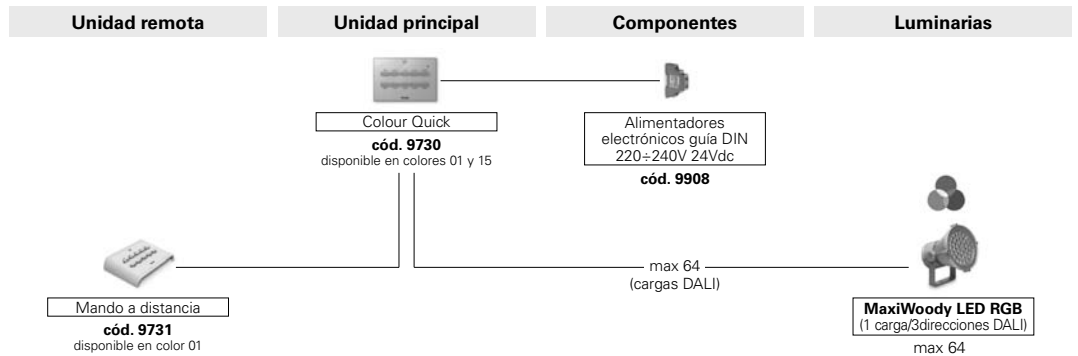 Unidad remota
Unidad principal
Componentes
Luminarias
Colour Quick
cód. 9730
disponible en colores 01 y 15
Alimentadores
electrónicos guía DIN
220÷240V 24Vdc
cód. 9908
Mando a distancia
cód. 9731
disponible en color 01
max 64
(cargas DALI)
MaxiWoody LED RGB
(1 carga/3direcciones DALI)
max 64